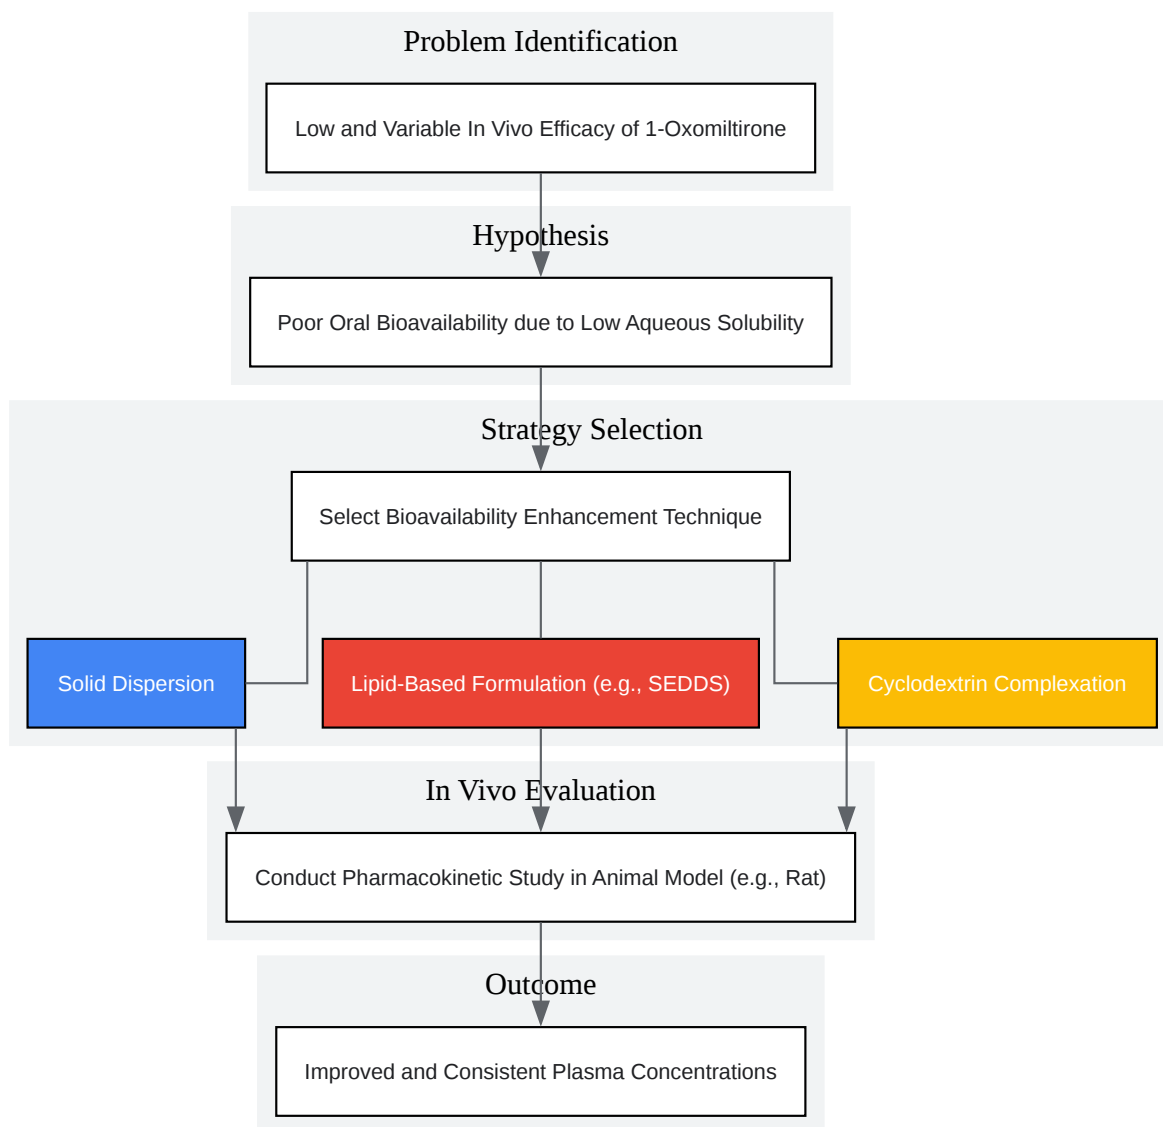 Problem Identification
Low and Variable In Vivo Efficacy of 1-Oxomiltirone
Hypothesis
Poor Oral Bioavailability due to Low Aqueous Solubility
Strategy Selection
Select Bioavailability Enhancement Technique
Solid Dispersion
Lipid-Based Formulation (e.g., SEDDS)
Cyclodextrin Complexation
In Vivo Evaluation
Conduct Pharmacokinetic Study in Animal Model (e.g., Rat)
Outcome
Improved and Consistent Plasma Concentrations